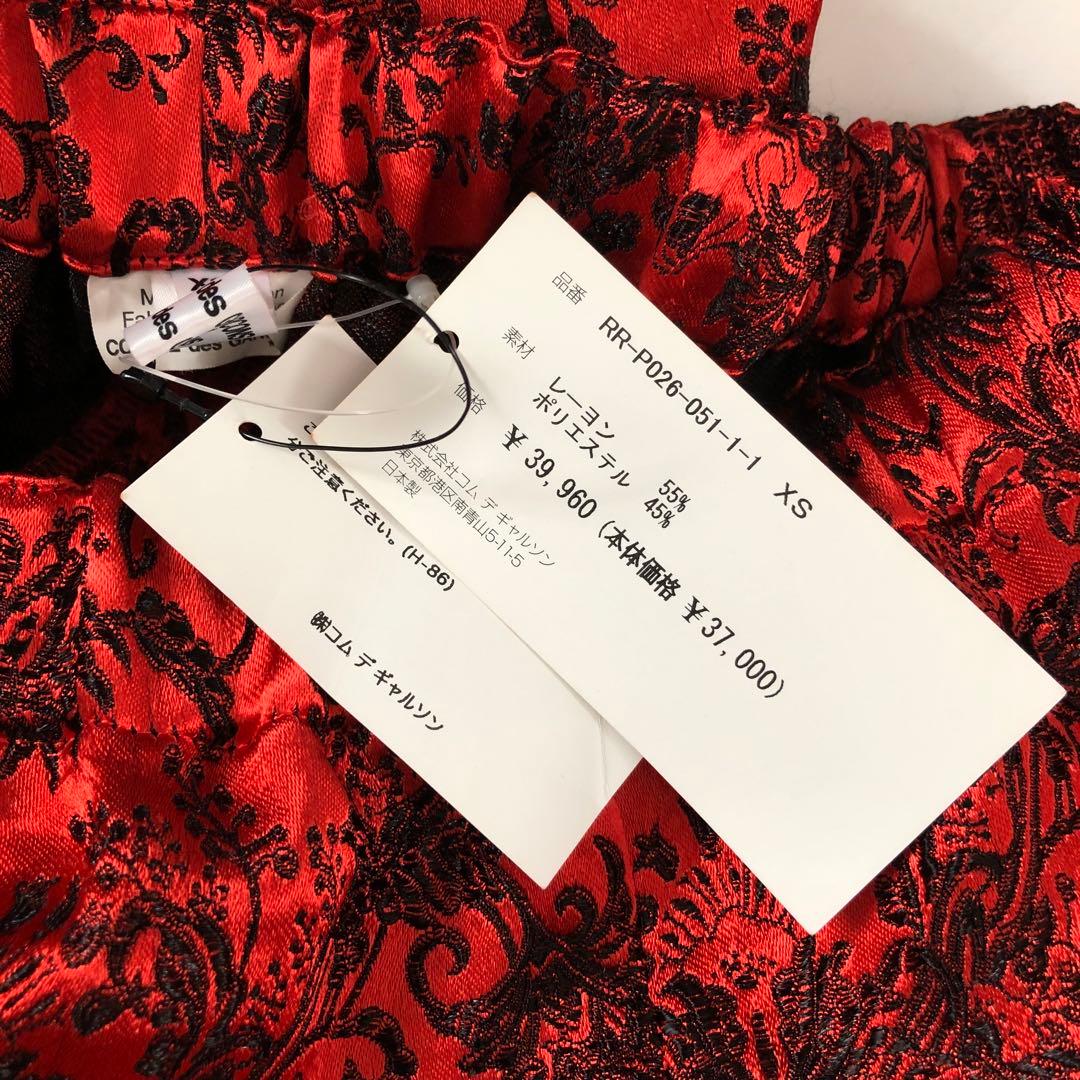 品番 RR-P026-051-1-1 XS
素材 レーヨン 55%
ポリエステル 45%
価格 ¥39,960(本体価格 ¥37,000)
株式会社コム デ ギャルソン
東京都港区南青山5-11-5
日本製
分ご注意ください。(H-86)
㈱コム デ ギャルソン